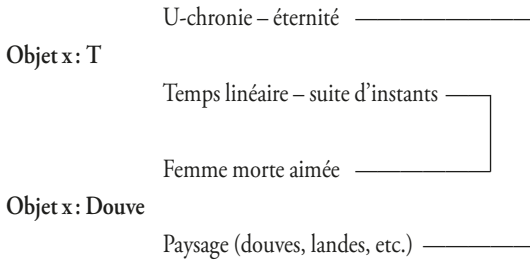 U-chronie – éternité
Objet x : T
Temps linéaire – suite d'instants
Femme morte aimée
Objet x : Douve
Paysage (douves, landes, etc.)